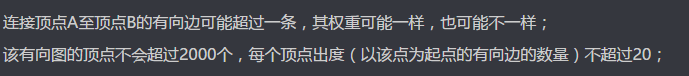 连接顶点A至顶点B的有向边可能超过一条，其权重可能一样，也可能不一样；
该有向图的顶点不会超过2000个，每个顶点出度（以该点为起点的有向边的数量）不超过20；